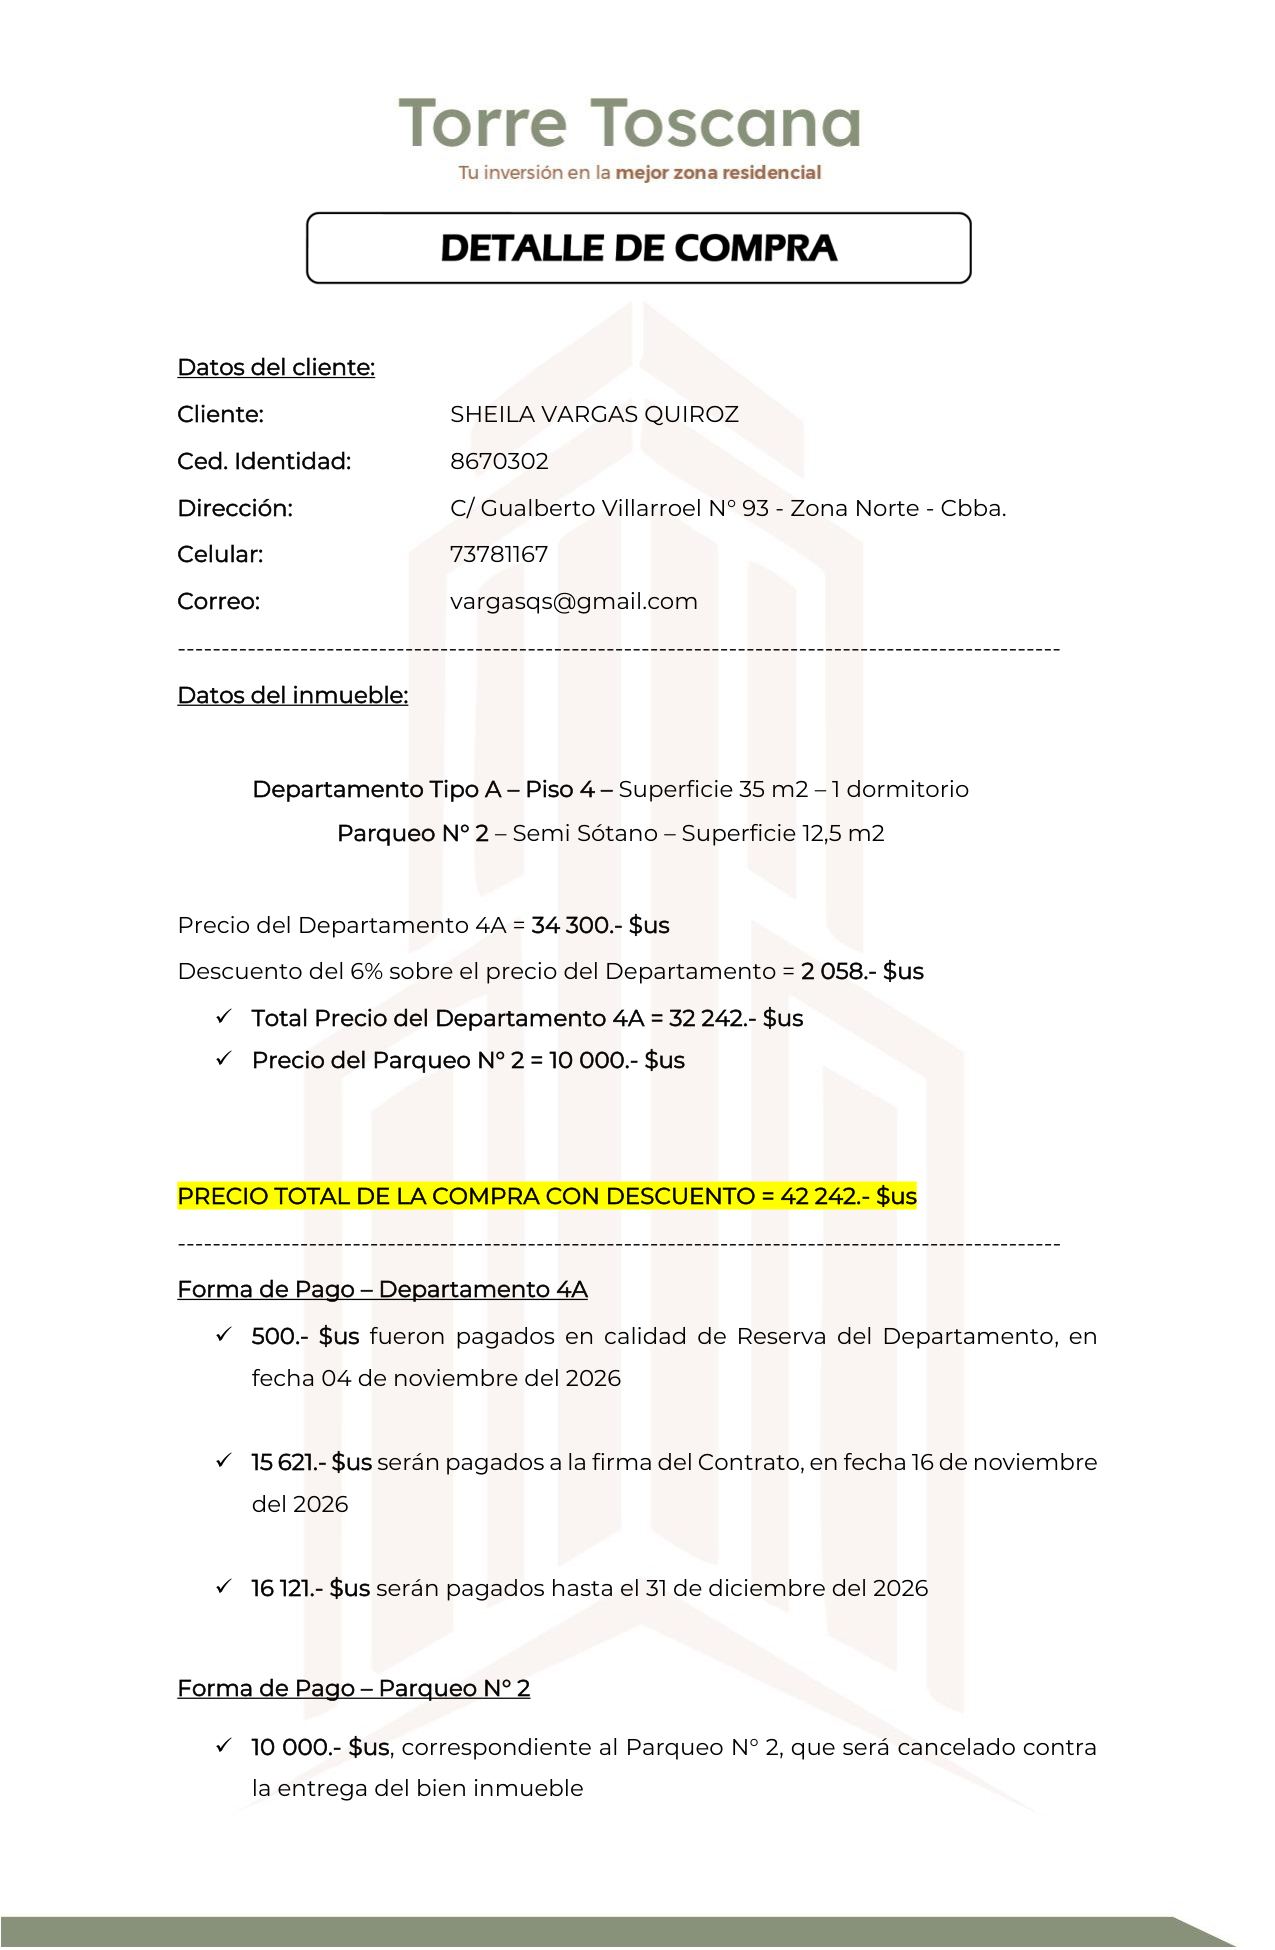 Torre Toscana
Tu inversión en la mejor zona residencial
DETALLE DE COMPRA
Datos del cliente:
Cliente: SHEILA VARGAS QUIROZ
Ced. Identidad: 8670302
Dirección: C/ Gualberto Villarroel N° 93 - Zona Norte - Cbba.
Celular: 73781167
Correo: vargasqs@gmail.com
-----------------------------------------------------------------------------------------------------
Datos del inmueble:
Departamento Tipo A – Piso 4 – Superficie 35 m2 – 1 dormitorio
Parqueo N° 2 – Semi Sótano – Superficie 12,5 m2
Precio del Departamento 4A = 34 300.- $us
Descuento del 6% sobre el precio del Departamento = 2 058.- $us
✓ Total Precio del Departamento 4A = 32 242.- $us
✓ Precio del Parqueo N° 2 = 10 000.- $us
PRECIO TOTAL DE LA COMPRA CON DESCUENTO = 42 242.- $us
-----------------------------------------------------------------------------------------------------
Forma de Pago – Departamento 4A
✓ 500.- $us fueron pagados en calidad de Reserva del Departamento, en
fecha 04 de noviembre del 2026
✓ 15 621.- $us serán pagados a la firma del Contrato, en fecha 16 de noviembre
del 2026
✓ 16 121.- $us serán pagados hasta el 31 de diciembre del 2026
Forma de Pago – Parqueo N° 2
✓ 10 000.- $us, correspondiente al Parqueo N° 2, que será cancelado contra
la entrega del bien inmueble